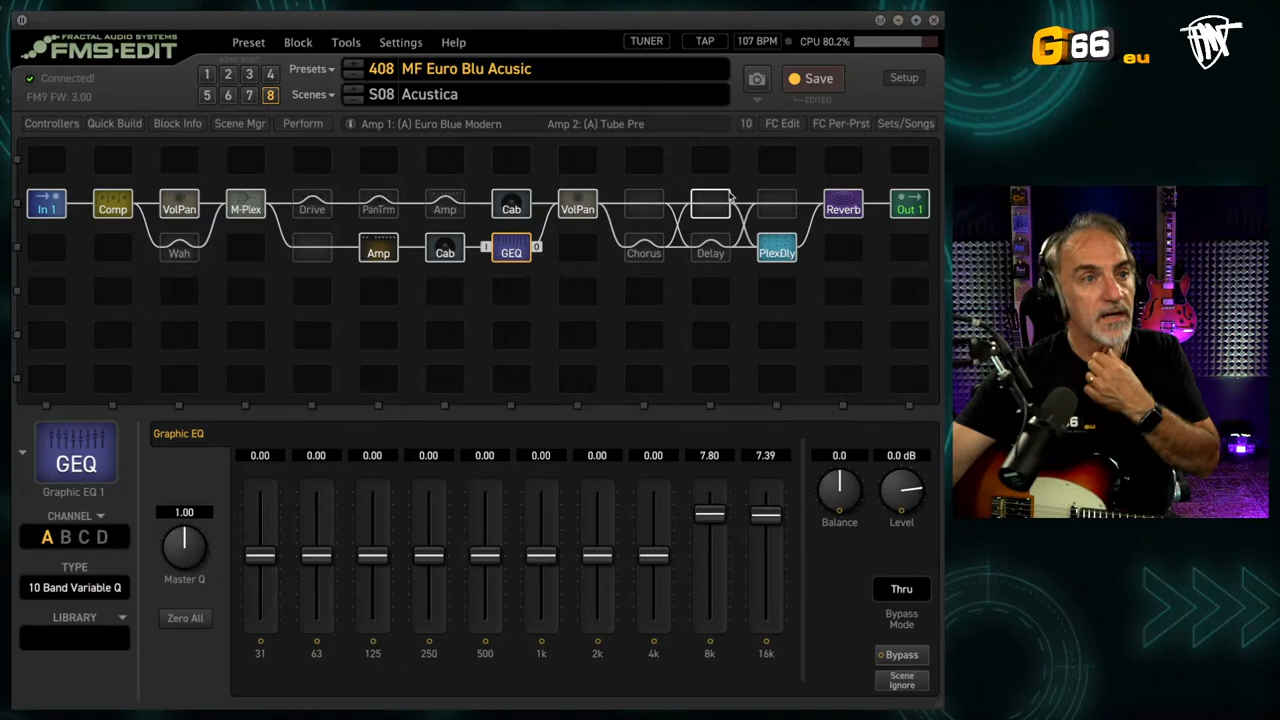 FRACTAL AUDIO SYSTEMS
FM9-EDIT
Preset Block Tools Settings Help
TUNER TAP 107 BPM CPU 80.2%
Connected!
FM9 FW: 3.00
SCENE SELECT
1 2 3 4
5 6 7 8
Presets 408 MF Euro Blu Acusic
Scenes S08 Acustica
Save
EDITED
Setup
Controllers Quick Build Block Info Scene Mgr Perform
Amp 1: (A) Euro Blue Modern Amp 2: (A) Tube Pre
10 FC Edit FC Per-Prst Sets/Songs
In 1 Comp VolPan M-Plex Drive PanTrm Amp Cab VolPan Reverb Out 1
Wah Amp Cab I GEQ O Chorus Delay PlexDly
GEQ
Graphic EQ 1
CHANNEL
A B C D
TYPE
10 Band Variable Q
LIBRARY
Graphic EQ
1.00
Master Q
Zero All
0.00 0.00 0.00 0.00 0.00 0.00 0.00 0.00 7.80 7.39
31 63 125 250 500 1k 2k 4k 8k 16k
0.0 0.0 dB
Balance Level
Thru
Bypass
Mode
Bypass
Scene
Ignore
G 66
eu
FMX
66
eu